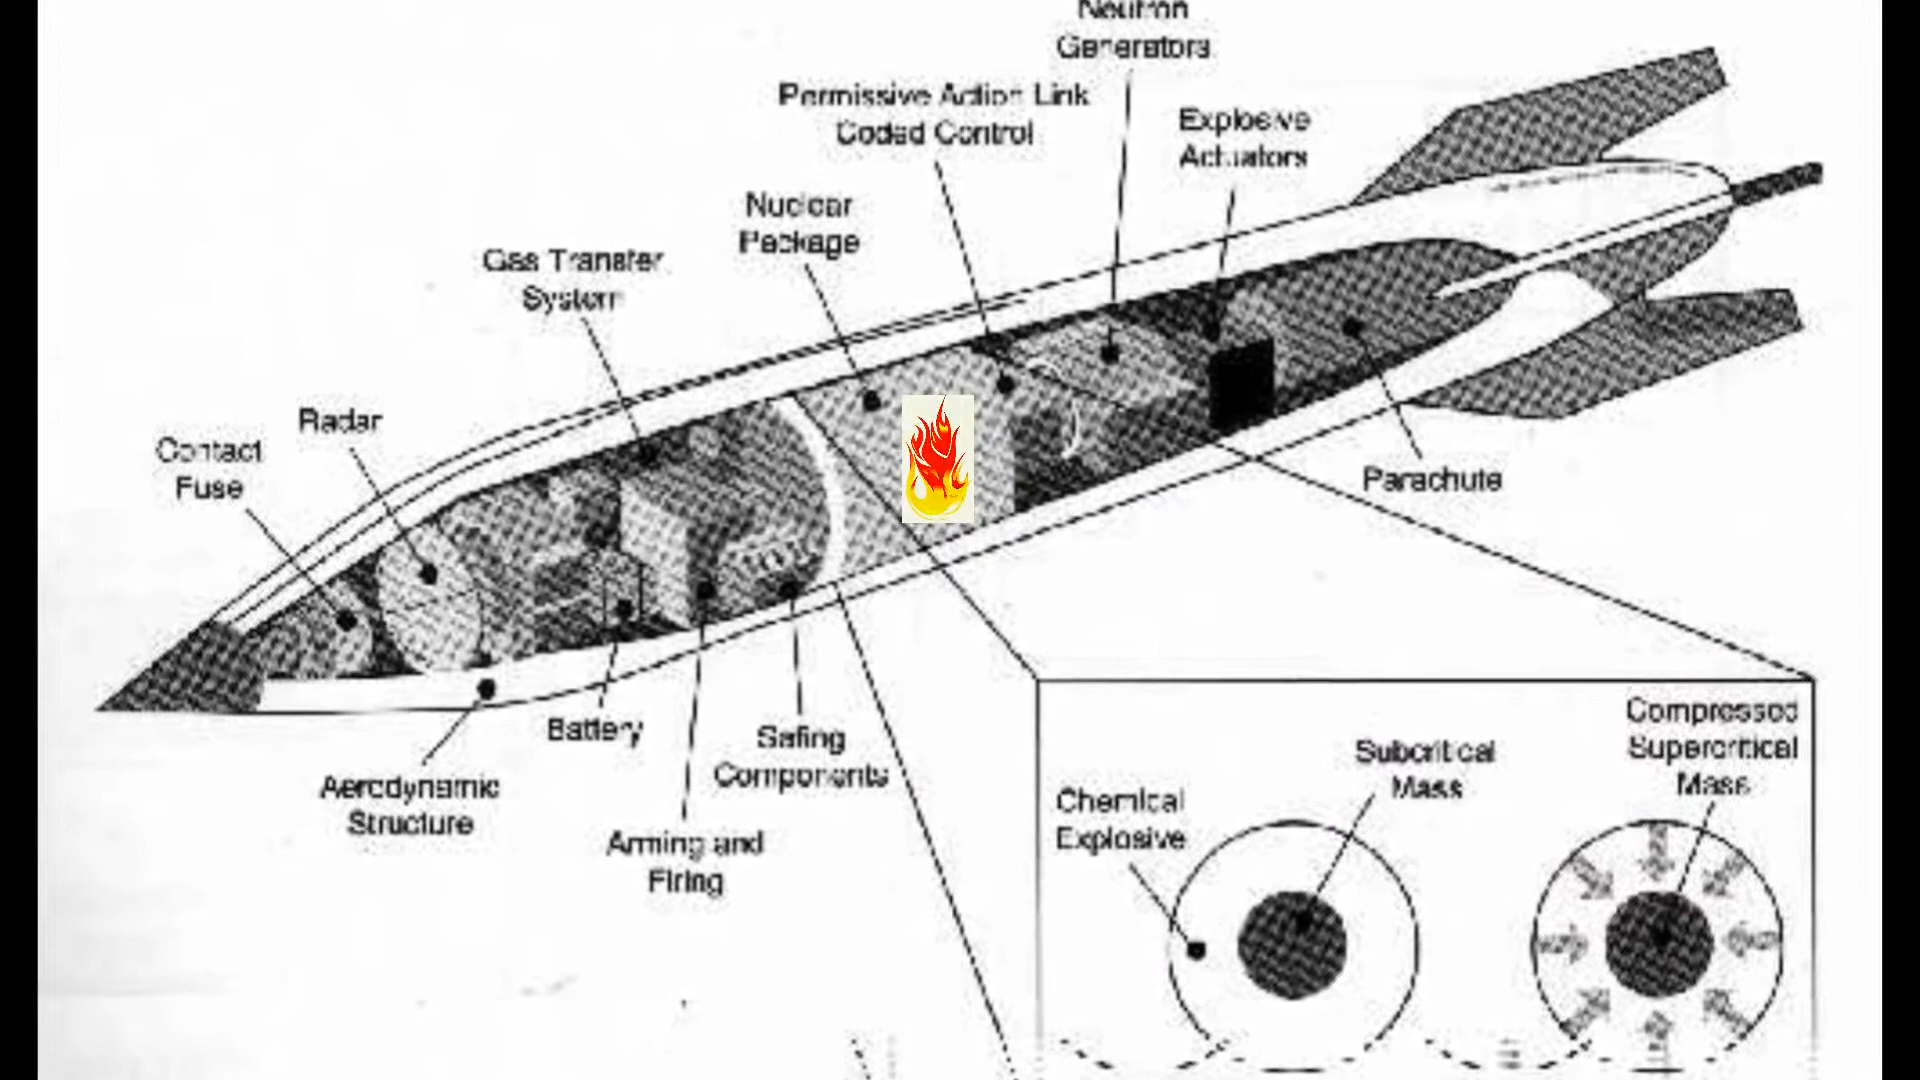 Neutron
Generators
Permissive Action Link
Coded Control
Explosive
Actuators
Nuclear
Package
Gas Transfer
System
Radar
Contact
Fuse
Parachute
Battery
Safing
Components
Aerodynamic
Structure
Arming and
Firing
Chemical
Explosive
Subcritical
Mass
Compressed
Supercritical
Mass